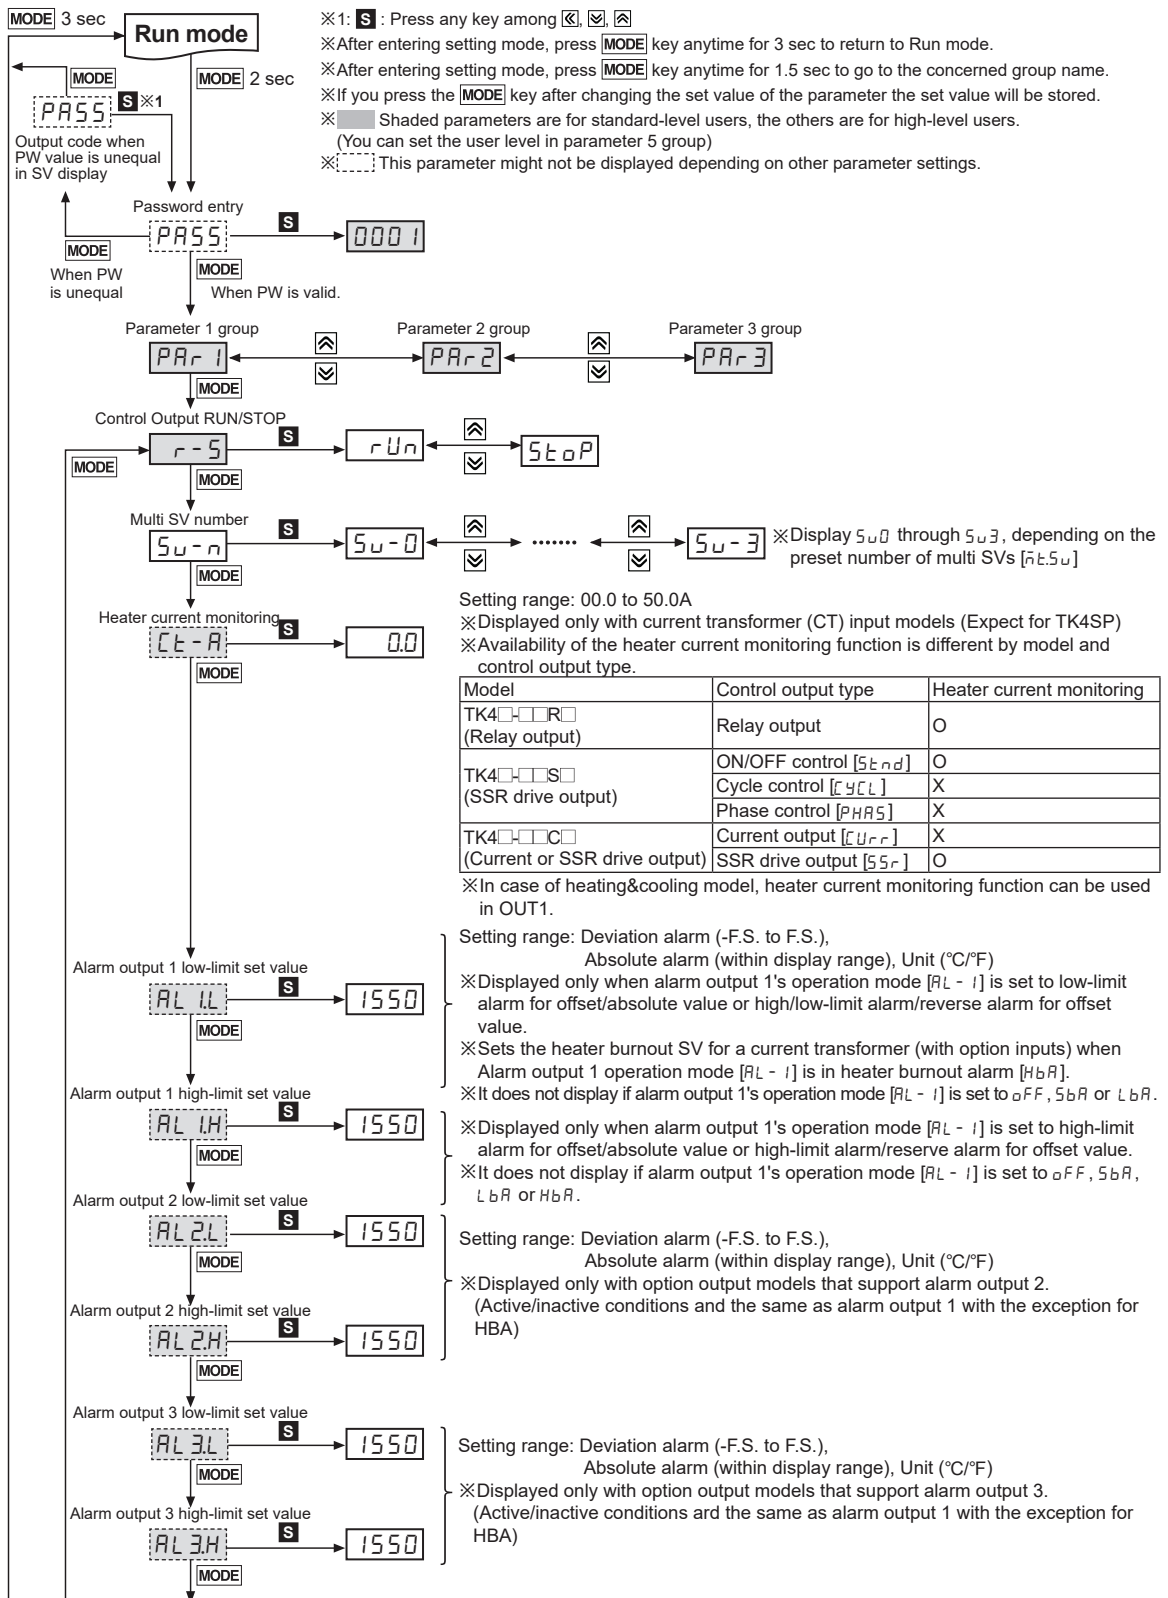 MODE 3 sec
Run mode
※1: S : Press any key among «, ︾, ︽
※After entering setting mode, press MODE key anytime for 3 sec to return to Run mode.
※After entering setting mode, press MODE key anytime for 1.5 sec to go to the concerned group name.
※If you press the MODE key after changing the set value of the parameter the set value will be stored.
※ Shaded parameters are for standard-level users, the others are for high-level users.
(You can set the user level in parameter 5 group)
※ This parameter might not be displayed depending on other parameter settings.
MODE
MODE 2 sec
PASS
S ※1
Output code when
PW value is unequal
in SV display
Password entry
PASS
S
0001
MODE
When PW
is unequal
MODE
When PW is valid.
Parameter 1 group
Parameter 2 group
Parameter 3 group
PAr1
PAr2
PAr3
MODE
Control Output RUN/STOP
r-S
S
rUn
StoP
MODE
MODE
Multi SV number
Su-n
S
Su-0
.......
Su-3
※Display Su0 through Su3, depending on the
preset number of multi SVs [mt.Su]
MODE
Heater current monitoring
Ct-A
S
0.0
MODE
Setting range: 00.0 to 50.0A
※Displayed only with current transformer (CT) input models (Expect for TK4SP)
※Availability of the heater current monitoring function is different by model and
control output type.
Model
Control output type
Heater current monitoring
TK4□-□□R□
(Relay output)
Relay output
O
TK4□-□□S□
(SSR drive output)
ON/OFF control [Stnd]
O
Cycle control [CYCL]
X
Phase control [PHAS]
X
TK4□-□□C□
(Current or SSR drive output)
Current output [CUrr]
X
SSR drive output [SSr]
O
※In case of heating&cooling model, heater current monitoring function can be used
in OUT1.
Alarm output 1 low-limit set value
AL1.L
S
1550
MODE
Setting range: Deviation alarm (-F.S. to F.S.),
Absolute alarm (within display range), Unit (°C/°F)
※Displayed only when alarm output 1's operation mode [AL-1] is set to low-limit
alarm for offset/absolute value or high/low-limit alarm/reverse alarm for offset
value.
※Sets the heater burnout SV for a current transformer (with option inputs) when
Alarm output 1 operation mode [AL-1] is in heater burnout alarm [HbA].
※It does not display if alarm output 1's operation mode [AL-1] is set to oFF, SbA or LbA.
Alarm output 1 high-limit set value
AL1.H
S
1550
MODE
※Displayed only when alarm output 1's operation mode [AL-1] is set to high-limit
alarm for offset/absolute value or high-limit alarm/reserve alarm for offset value.
※It does not display if alarm output 1's operation mode [AL-1] is set to oFF, SbA,
LbA or HbA.
Alarm output 2 low-limit set value
AL2.L
S
1550
MODE
Setting range: Deviation alarm (-F.S. to F.S.),
Absolute alarm (within display range), Unit (°C/°F)
※Displayed only with option output models that support alarm output 2.
(Active/inactive conditions and the same as alarm output 1 with the exception for
HBA)
Alarm output 2 high-limit set value
AL2.H
S
1550
MODE
Alarm output 3 low-limit set value
AL3.L
S
1550
MODE
Setting range: Deviation alarm (-F.S. to F.S.),
Absolute alarm (within display range), Unit (°C/°F)
※Displayed only with option output models that support alarm output 3.
(Active/inactive conditions ard the same as alarm output 1 with the exception for
HBA)
Alarm output 3 high-limit set value
AL3.H
S
1550
MODE